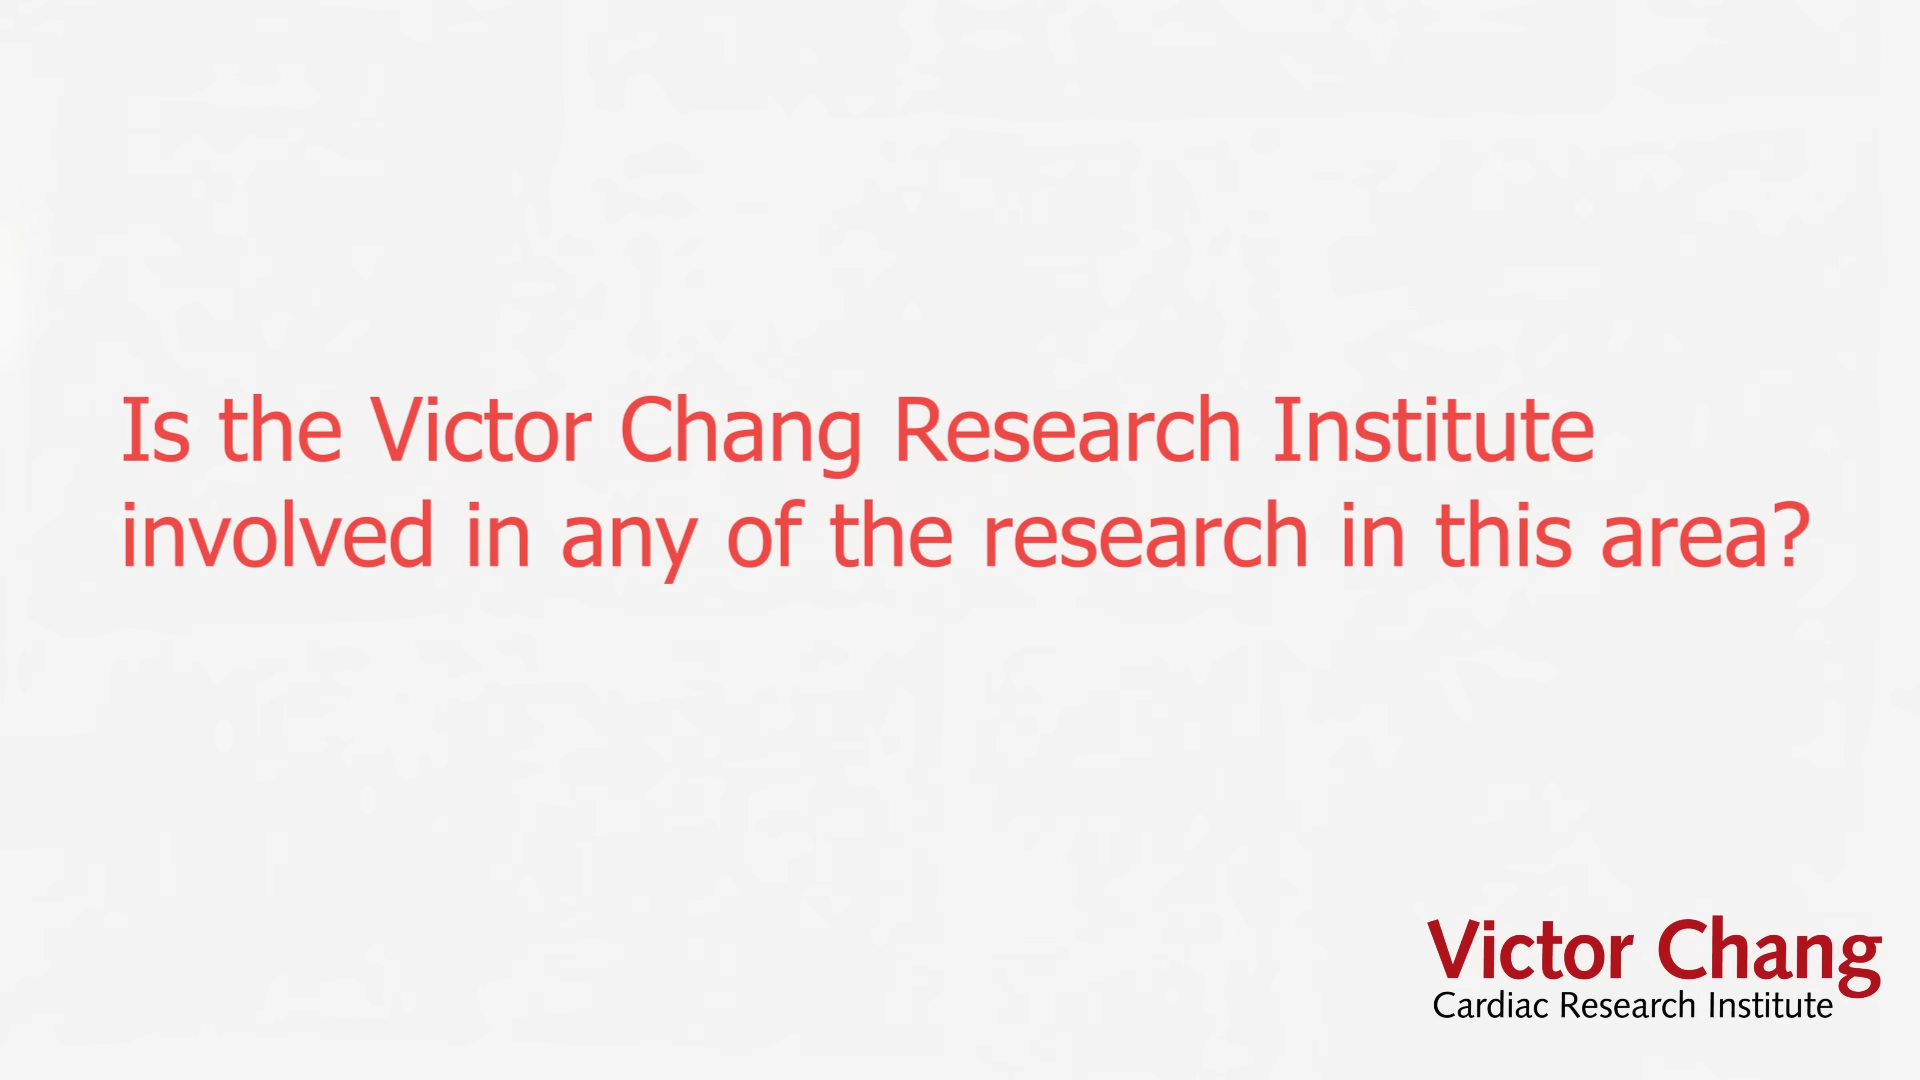 Is the Victor Chang Research Institute
involved in any of the research in this area?
Victor Chang
Cardiac Research Institute